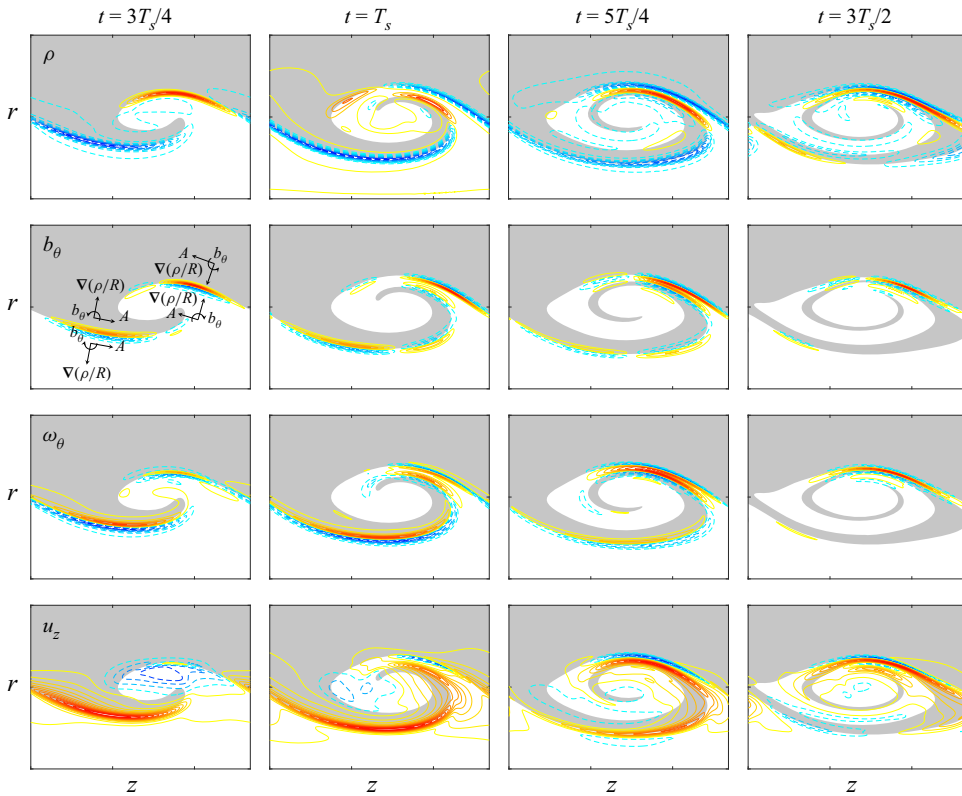 t = 3T_s/4 t = T_s t = 5T_s/4 t = 3T_s/2
ρ
r
b_θ
A b_θ
∇(ρ/R)
∇(ρ/R)
∇(ρ/R)
b_θ A A b_θ
b_θ A
∇(ρ/R)
r
ω_θ
r
u_z
r
z z z z